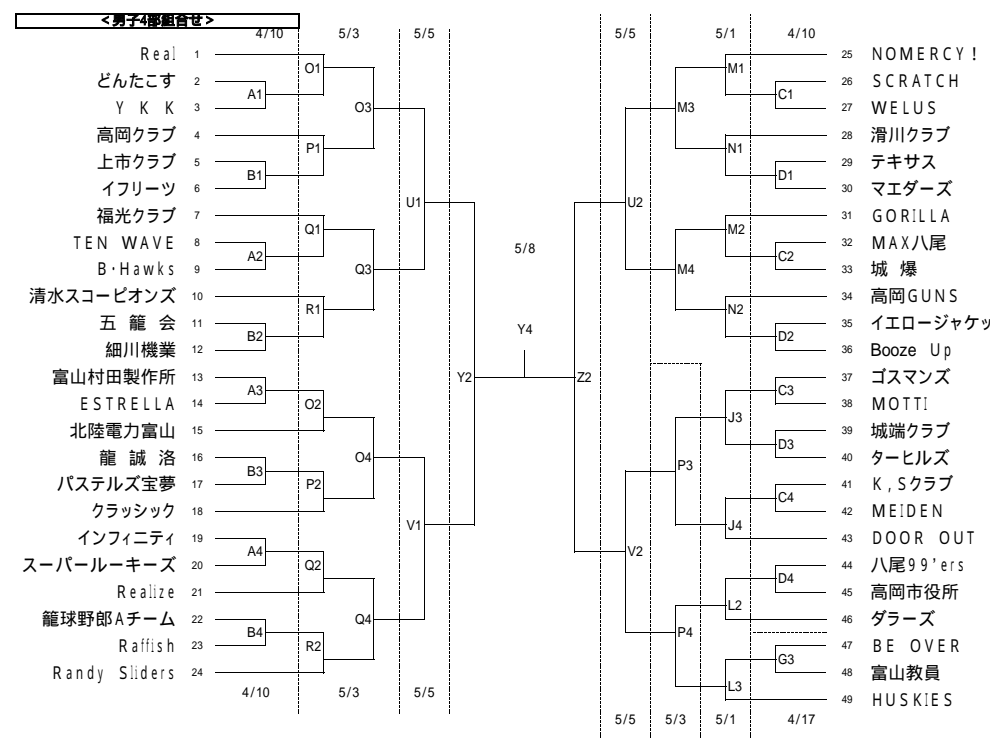 ＜男子4部組合せ＞
4/10 5/3 5/5 5/5 5/1 4/10
Real 1 25 NOMERCY!
O1 M1
どんたこす 2 26 SCRATCH
A1 C1
ＹＫＫ 3 O3 M3 27 WELUS
高岡クラブ 4 28 滑川クラブ
P1 N1
上市クラブ 5 29 テキサス
B1 D1
イフリーツ 6 30 マエダーズ
U1 U2
福光クラブ 7 31 GORILLA
Q1 M2
TEN WAVE 8 5/8 32 MAX八尾
A2 C2
B・Hawks 9 Q3 M4 33 城 爆
清水スコーピオンズ 10 34 高岡GUNS
R1 N2
五 籠 会 11 Y4 35 イエロージャケッ
B2 D2
細川機業 12 36 Booze Up
富山村田製作所 13 Y2 Z2 37 ゴスマンズ
A3 C3
ESTRELLA 14 O2 38 MOTTI
J3
北陸電力富山 15 39 城端クラブ
D3
龍 誠 洛 16 O4 40 ターヒルズ
B3 P3
パステルズ宝夢 17 P2 41 K,Sクラブ
C4
クラッシック 18 42 MEIDEN
V1 J4
インフィニティ 19 43 DOOR OUT
A4 V2
スーパールーキーズ 20 Q2 44 八尾99'ers
D4
Realize 21 45 高岡市役所
L2
籠球野郎Aチーム 22 Q4 46 ダラーズ
B4 P4
Raffish 23 R2 47 BE OVER
G3
Randy Sliders 24 48 富山教員
L3
4/10 5/3 5/5 49 HUSKIES
5/5 5/3 5/1 4/17